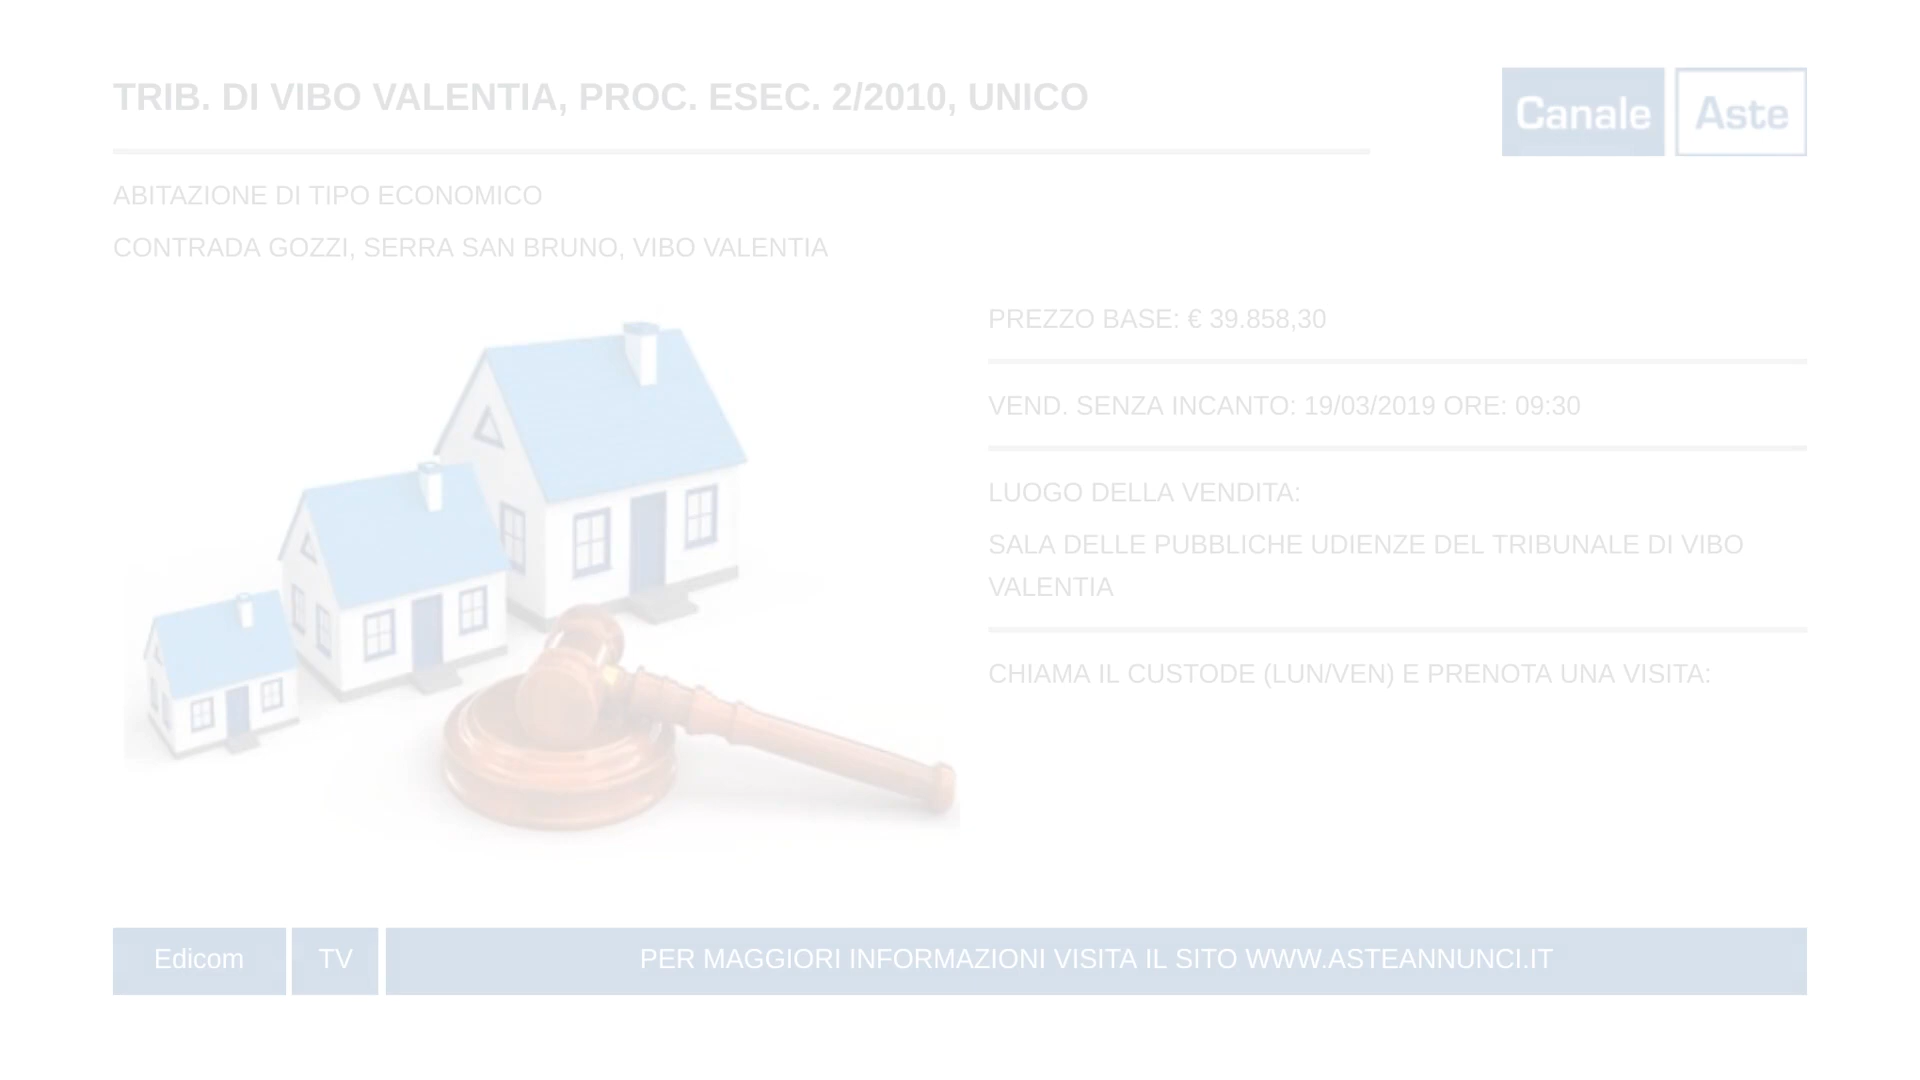 TRIB. DI VIBO VALENTIA, PROC. ESEC. 2/2010, UNICO
Canale Aste
ABITAZIONE DI TIPO ECONOMICO
CONTRADA GOZZI, SERRA SAN BRUNO, VIBO VALENTIA
PREZZO BASE: € 39.858,30
VEND. SENZA INCANTO: 19/03/2019 ORE: 09:30
LUOGO DELLA VENDITA:
SALA DELLE PUBBLICHE UDIENZE DEL TRIBUNALE DI VIBO
VALENTIA
CHIAMA IL CUSTODE (LUN/VEN) E PRENOTA UNA VISITA:
Edicom TV PER MAGGIORI INFORMAZIONI VISITA IL SITO WWW.ASTEANNUNCI.IT